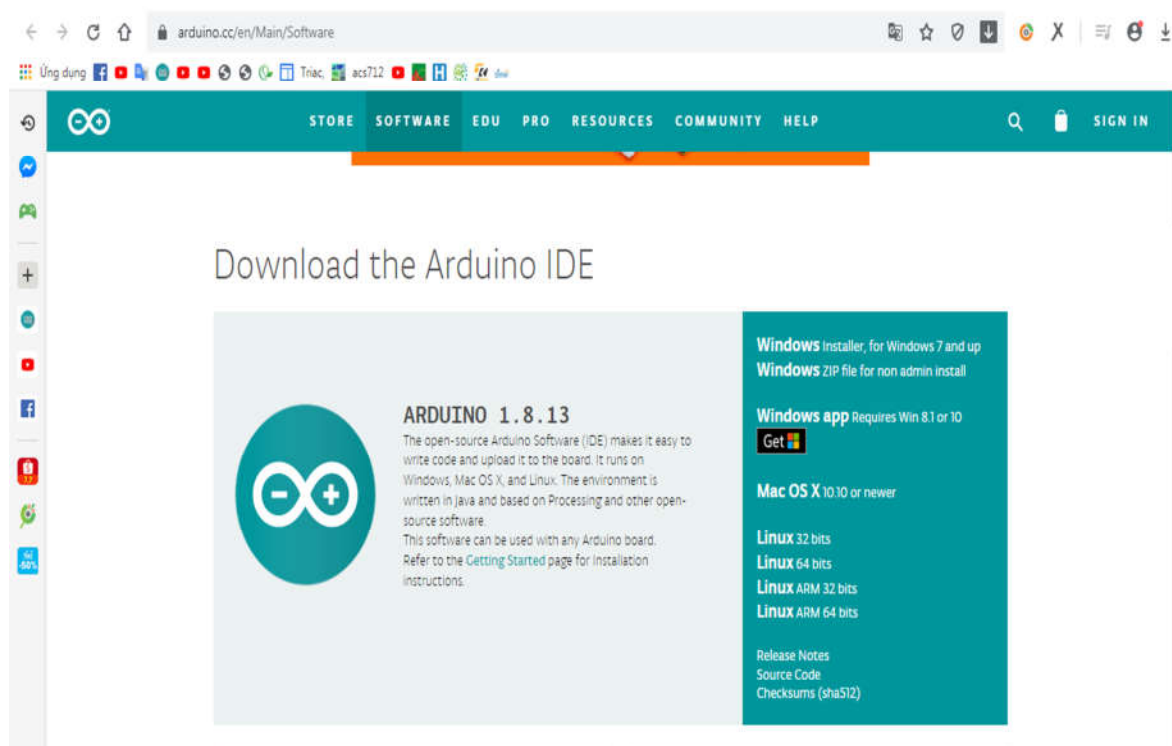 arduino.cc/en/Main/Software
Ứng dụng Triac, acs712
STORE SOFTWARE EDU PRO RESOURCES COMMUNITY HELP SIGN IN
Download the Arduino IDE
ARDUINO 1.8.13
The open-source Arduino Software (IDE) makes it easy to
write code and upload it to the board. It runs on
Windows, Mac OS X, and Linux. The environment is
written in Java and based on Processing and other open-
source software.
This software can be used with any Arduino board.
Refer to the Getting Started page for Installation
instructions.
Windows Installer, for Windows 7 and up
Windows ZIP file for non admin install
Windows app Requires Win 8.1 or 10
Get
Mac OS X 10.10 or newer
Linux 32 bits
Linux 64 bits
Linux ARM 32 bits
Linux ARM 64 bits
Release Notes
Source Code
Checksums (sha512)
-50%